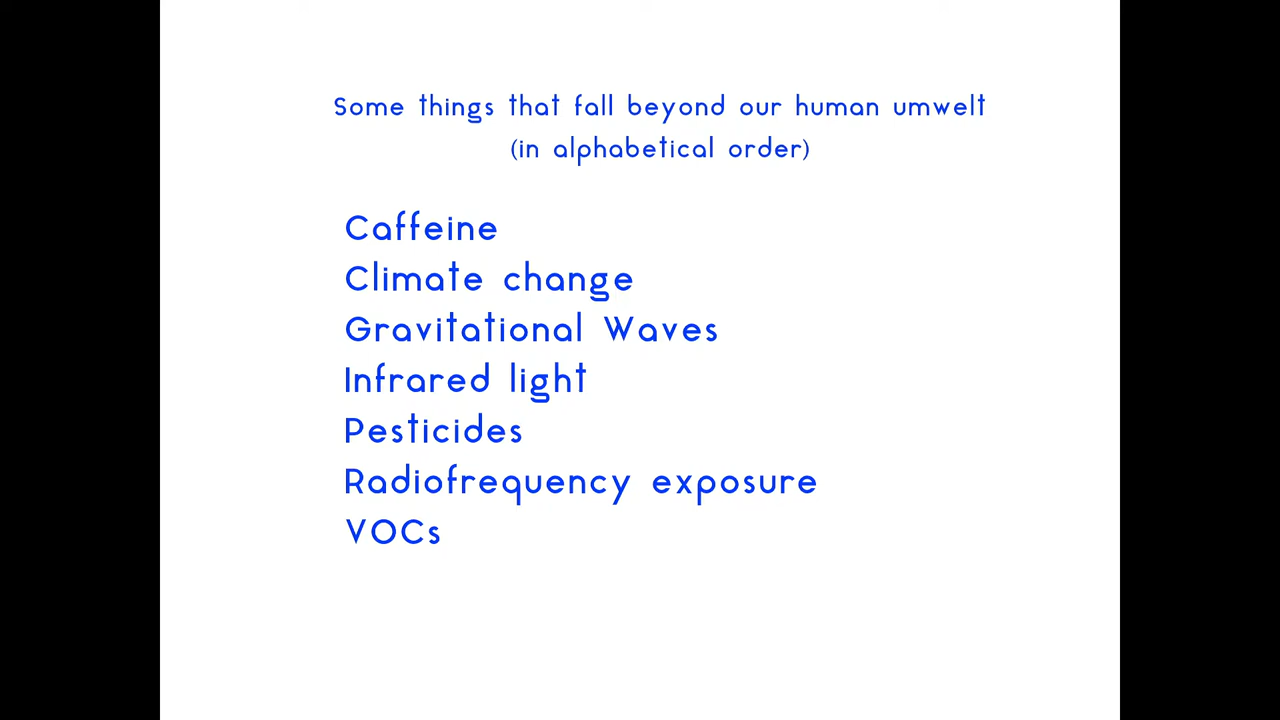 Some things that fall beyond our human umwelt
(in alphabetical order)
Caffeine
Climate change
Gravitational Waves
Infrared light
Pesticides
Radiofrequency exposure
VOCs